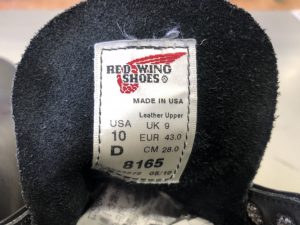 RED WING
SHOES
MADE IN USA
Leather Upper
USA UK 9
10 EUR 43.0
D CM 28.0
8165